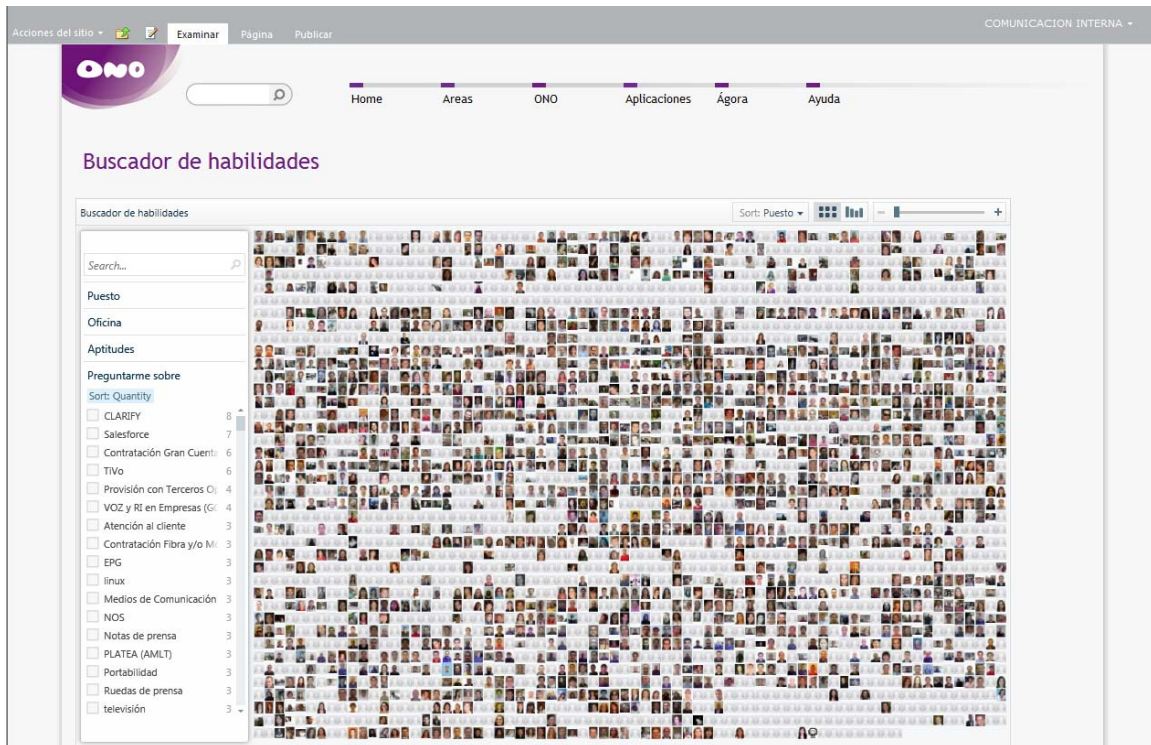 COMUNICACION INTERNA
Acciones del sitio
Examinar
Página
Publicar
ONO
Home
Areas
ONO
Aplicaciones
Ágora
Ayuda
Buscador de habilidades
Buscador de habilidades
Sort: Puesto
Search...
Puesto
Oficina
Aptitudes
Preguntarme sobre
Sort: Quantity
CLARIFY 8
Salesforce 7
Contratación Gran Cuenta 6
TiVo 6
Provisión con Terceros 4
VOZ y RI en Empresas 4
Atención al cliente 3
Contratación Fibra y/o 3
EPG 3
linux 3
Medios de Comunicación 3
NOS 3
Notas de prensa 3
PLATEA (AMLT) 3
Portabilidad 3
Ruedas de prensa 3
televisión 3